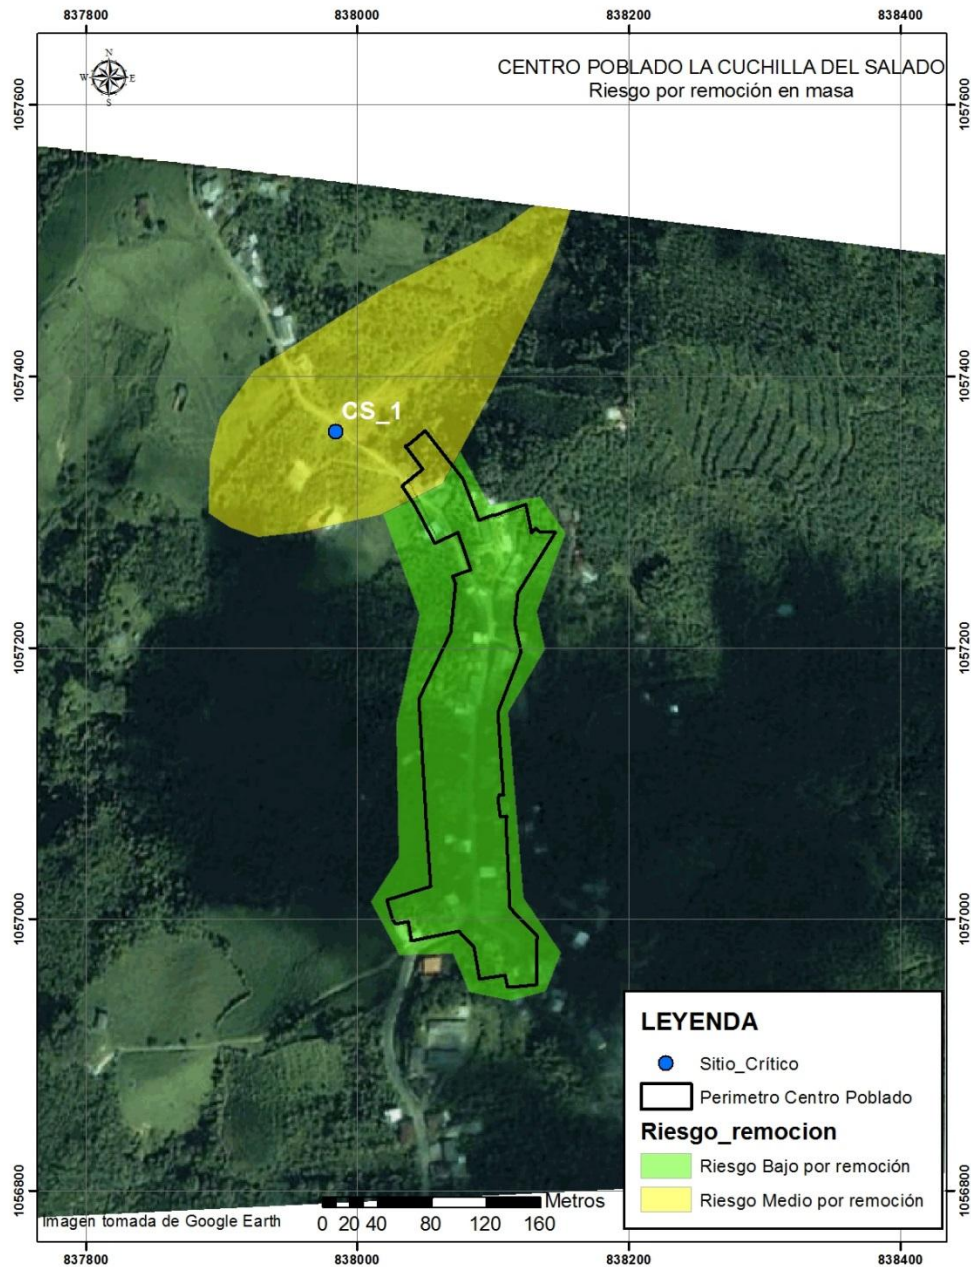 837800 838000 838200 838400
N
W E
S
CENTRO POBLADO LA CUCHILLA DEL SALADO
Riesgo por remoción en masa
1057600 1057600
1057400 1057400
CS_1
1057200 1057200
1057000 1057000
LEYENDA
Sitio_Crítico
Perimetro Centro Poblado
Riesgo_remocion
Riesgo Bajo por remoción
Riesgo Medio por remoción
1056800 1056800
Metros
Imagen tomada de Google Earth
0 20 40 80 120 160
837800 838000 838200 838400